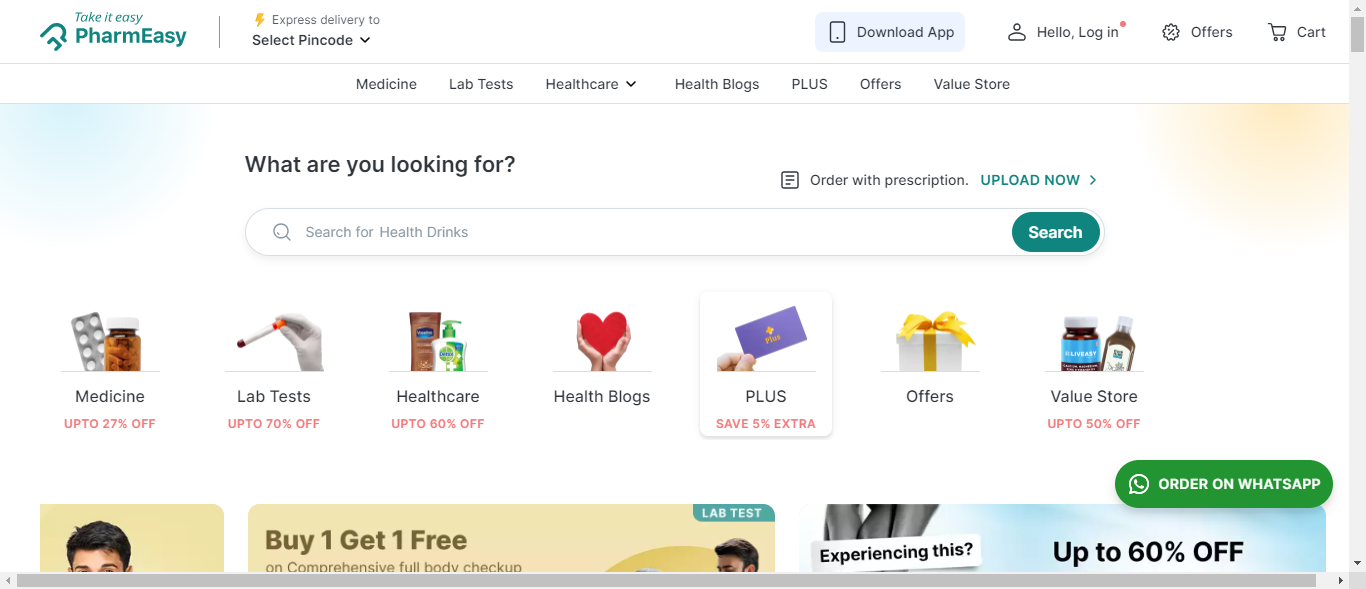 Take it easy
PharmEasy
Express delivery to
Select Pincode
Download App
Hello, Log in
Offers
Cart
Medicine
Lab Tests
Healthcare
Health Blogs
PLUS
Offers
Value Store
What are you looking for?
Order with prescription. UPLOAD NOW
Search for Health Drinks
Search
Plus
LIVEASY
Medicine
Lab Tests
Healthcare
Health Blogs
PLUS
Offers
Value Store
UPTO 27% OFF
UPTO 70% OFF
UPTO 60% OFF
SAVE 5% EXTRA
UPTO 50% OFF
ORDER ON WHATSAPP
LAB TEST
Buy 1 Get 1 Free
on Comprehensive full body checkup
Experiencing this?
Up to 60% OFF